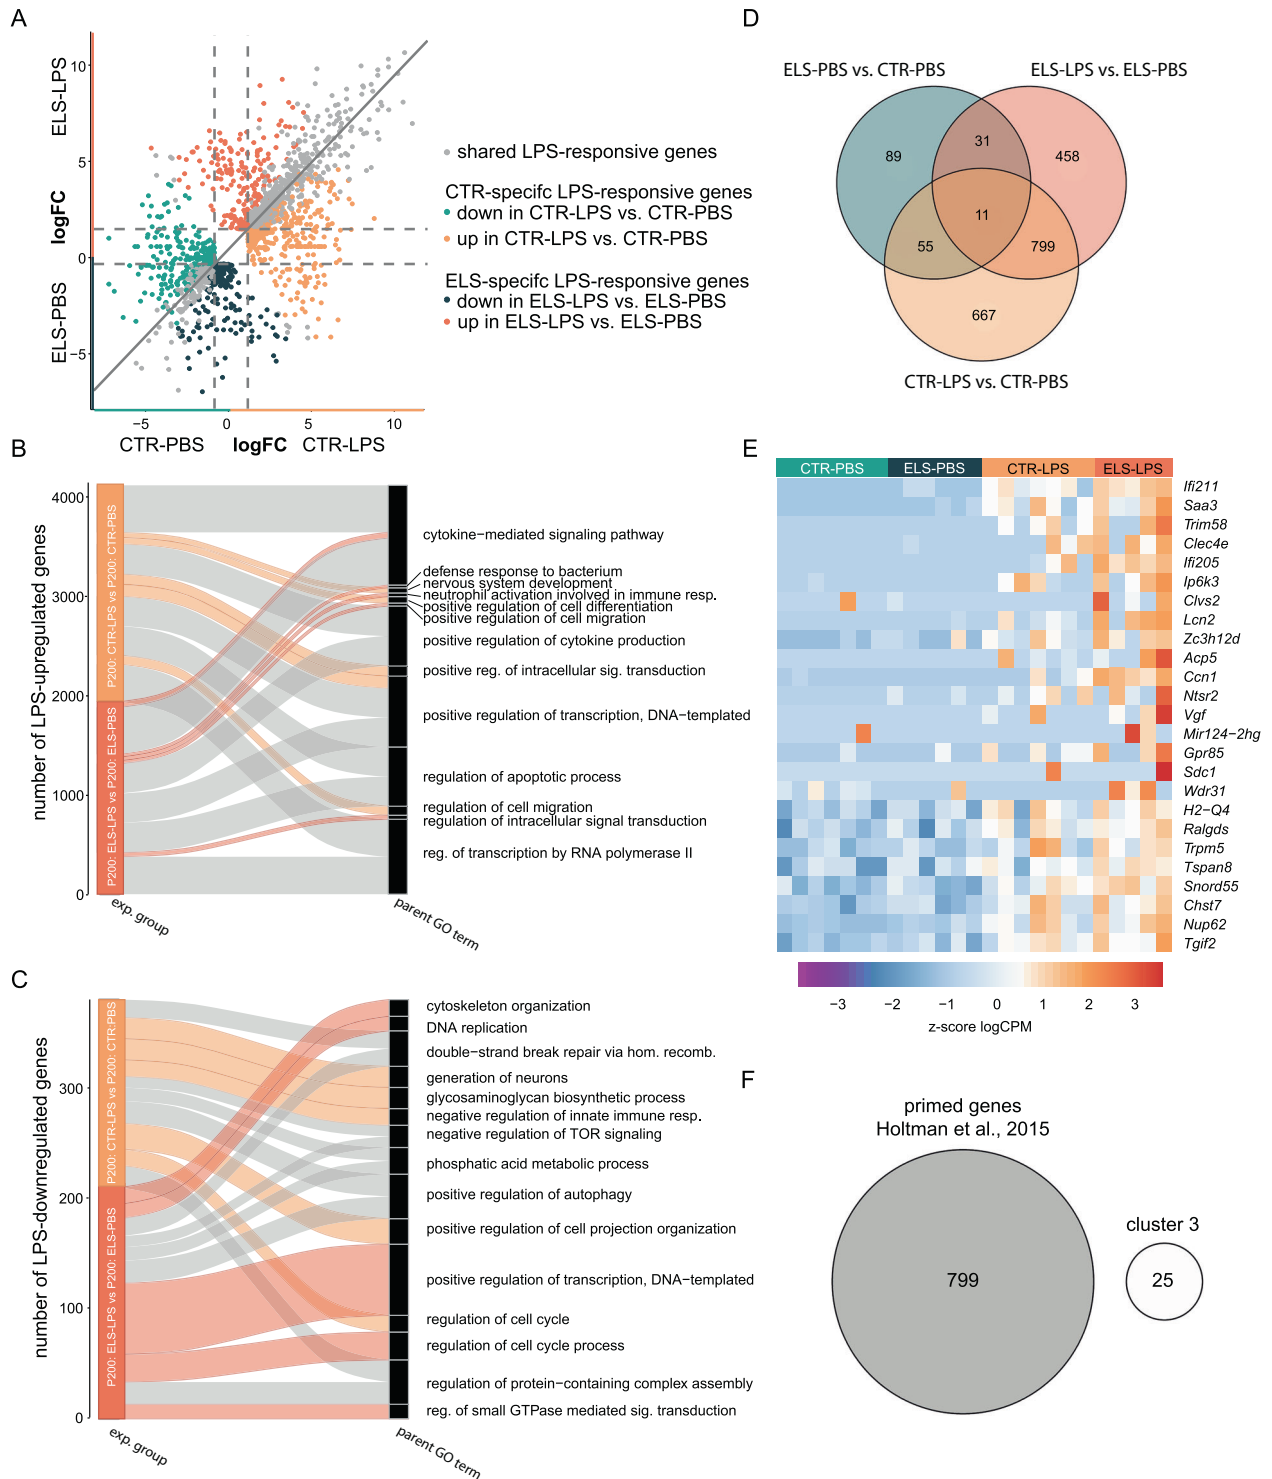 A
logFC
ELS-LPS
ELS-PBS
10
5
0
−5
−5
0
5
10
CTR-PBS
logFC
CTR-LPS
shared LPS-responsive genes
CTR-specifc LPS-responsive genes
down in CTR-LPS vs. CTR-PBS
up in CTR-LPS vs. CTR-PBS
ELS-specifc LPS-responsive genes
down in ELS-LPS vs. ELS-PBS
up in ELS-LPS vs. ELS-PBS
B
number of LPS-upregulated genes
4000
3000
2000
1000
0
P200: CTR-LPS vs P200: CTR-PBS
P200: ELS-LPS vs P200: ELS-PBS
exp. group
parent GO term
cytokine−mediated signaling pathway
defense response to bacterium
nervous system development
neutrophil activation involved in immune resp.
positive regulation of cell differentiation
positive regulation of cell migration
positive regulation of cytokine production
positive reg. of intracellular sig. transduction
positive regulation of transcription, DNA−templated
regulation of apoptotic process
regulation of cell migration
regulation of intracellular signal transduction
reg. of transcription by RNA polymerase II
C
number of LPS-downregulated genes
300
200
100
0
P200: CTR-LPS vs P200: CTR:PBS
P200: ELS-LPS vs P200: ELS-PBS
exp. group
parent GO term
cytoskeleton organization
DNA replication
double−strand break repair via hom. recomb.
generation of neurons
glycosaminoglycan biosynthetic process
negative regulation of innate immune resp.
negative regulation of TOR signaling
phosphatic acid metabolic process
positive regulation of autophagy
positive regulation of cell projection organization
positive regulation of transcription, DNA−templated
regulation of cell cycle
regulation of cell cycle process
regulation of protein−containing complex assembly
reg. of small GTPase mediated sig. transduction
D
ELS-PBS vs. CTR-PBS
ELS-LPS vs. ELS-PBS
31
89
458
11
55
799
667
CTR-LPS vs. CTR-PBS
E
CTR-PBS
ELS-PBS
CTR-LPS
ELS-LPS
Ifi211
Saa3
Trim58
Clec4e
Ifi205
Ip6k3
Clvs2
Lcn2
Zc3h12d
Acp5
Ccn1
Ntsr2
Vgf
Mir124−2hg
Gpr85
Sdc1
Wdr31
H2−Q4
Ralgds
Trpm5
Tspan8
Snord55
Chst7
Nup62
Tgif2
−3
−2
−1
0
1
2
3
z-score logCPM
F
primed genes
Holtman et al., 2015
799
cluster 3
25